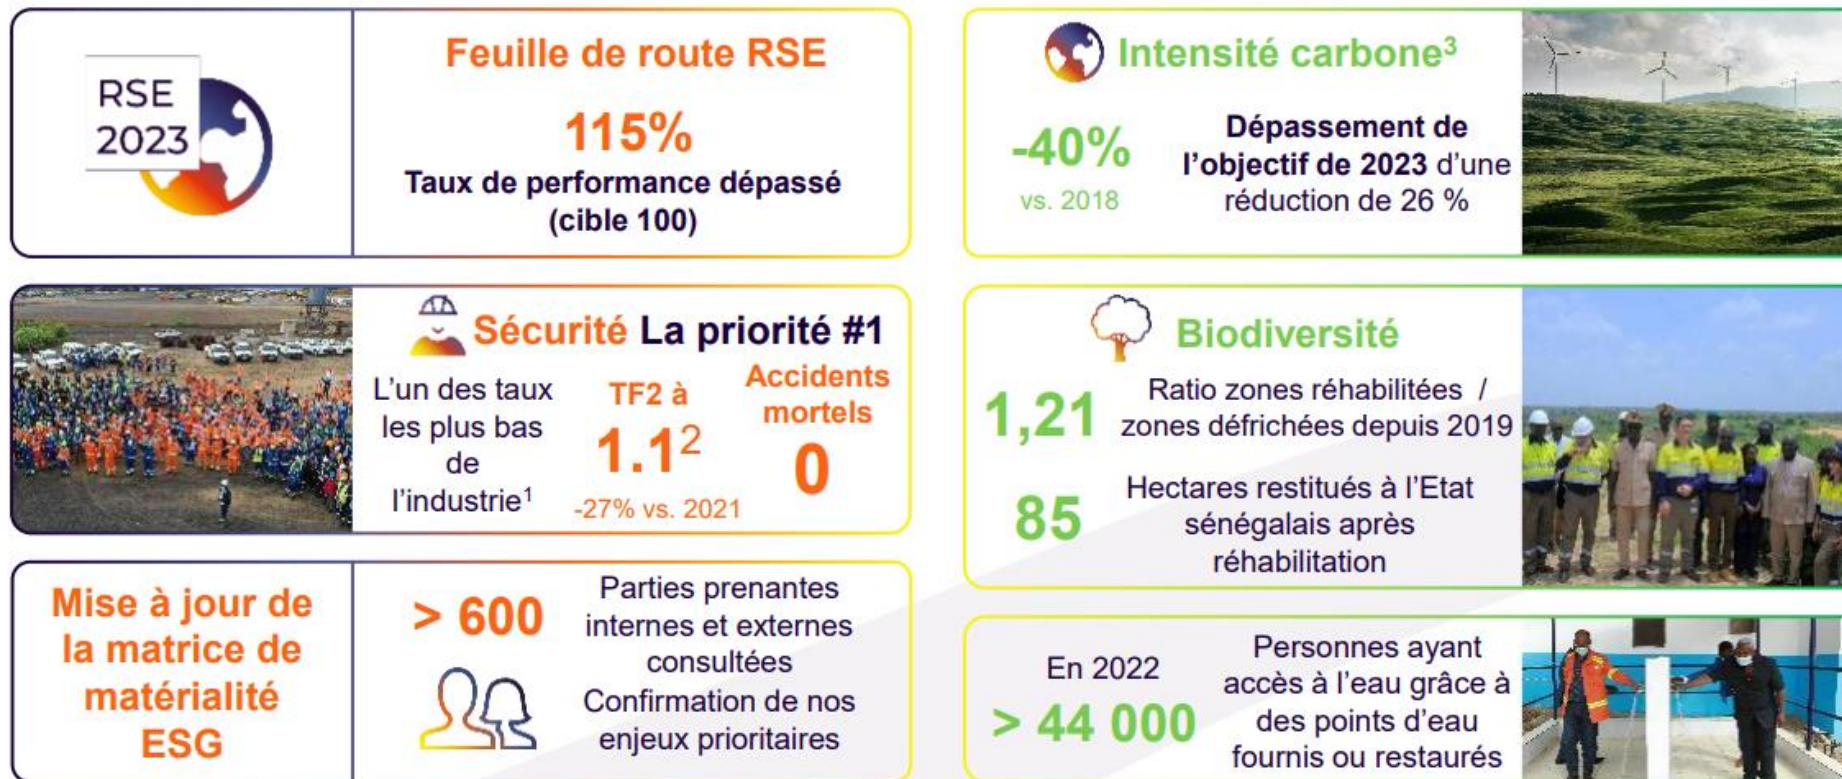 RSE
2023
Feuille de route RSE
115%
Taux de performance dépassé
(cible 100)
Sécurité La priorité #1
L'un des taux
les plus bas
de
l'industrie¹
TF2 à
1.1²
-27% vs. 2021
Accidents
mortels
0
Mise à jour de
la matrice de
matérialité
ESG
> 600
Parties prenantes
internes et externes
consultées
Confirmation de nos
enjeux prioritaires
Intensité carbone³
-40%
vs. 2018
Dépassement de
l'objectif de 2023 d'une
réduction de 26 %
Biodiversité
1,21
Ratio zones réhabilitées /
zones défrichées depuis 2019
85
Hectares restitués à l'Etat
sénégalais après
réhabilitation
En 2022
> 44 000
Personnes ayant
accès à l'eau grâce à
des points d'eau
fournis ou restaurés